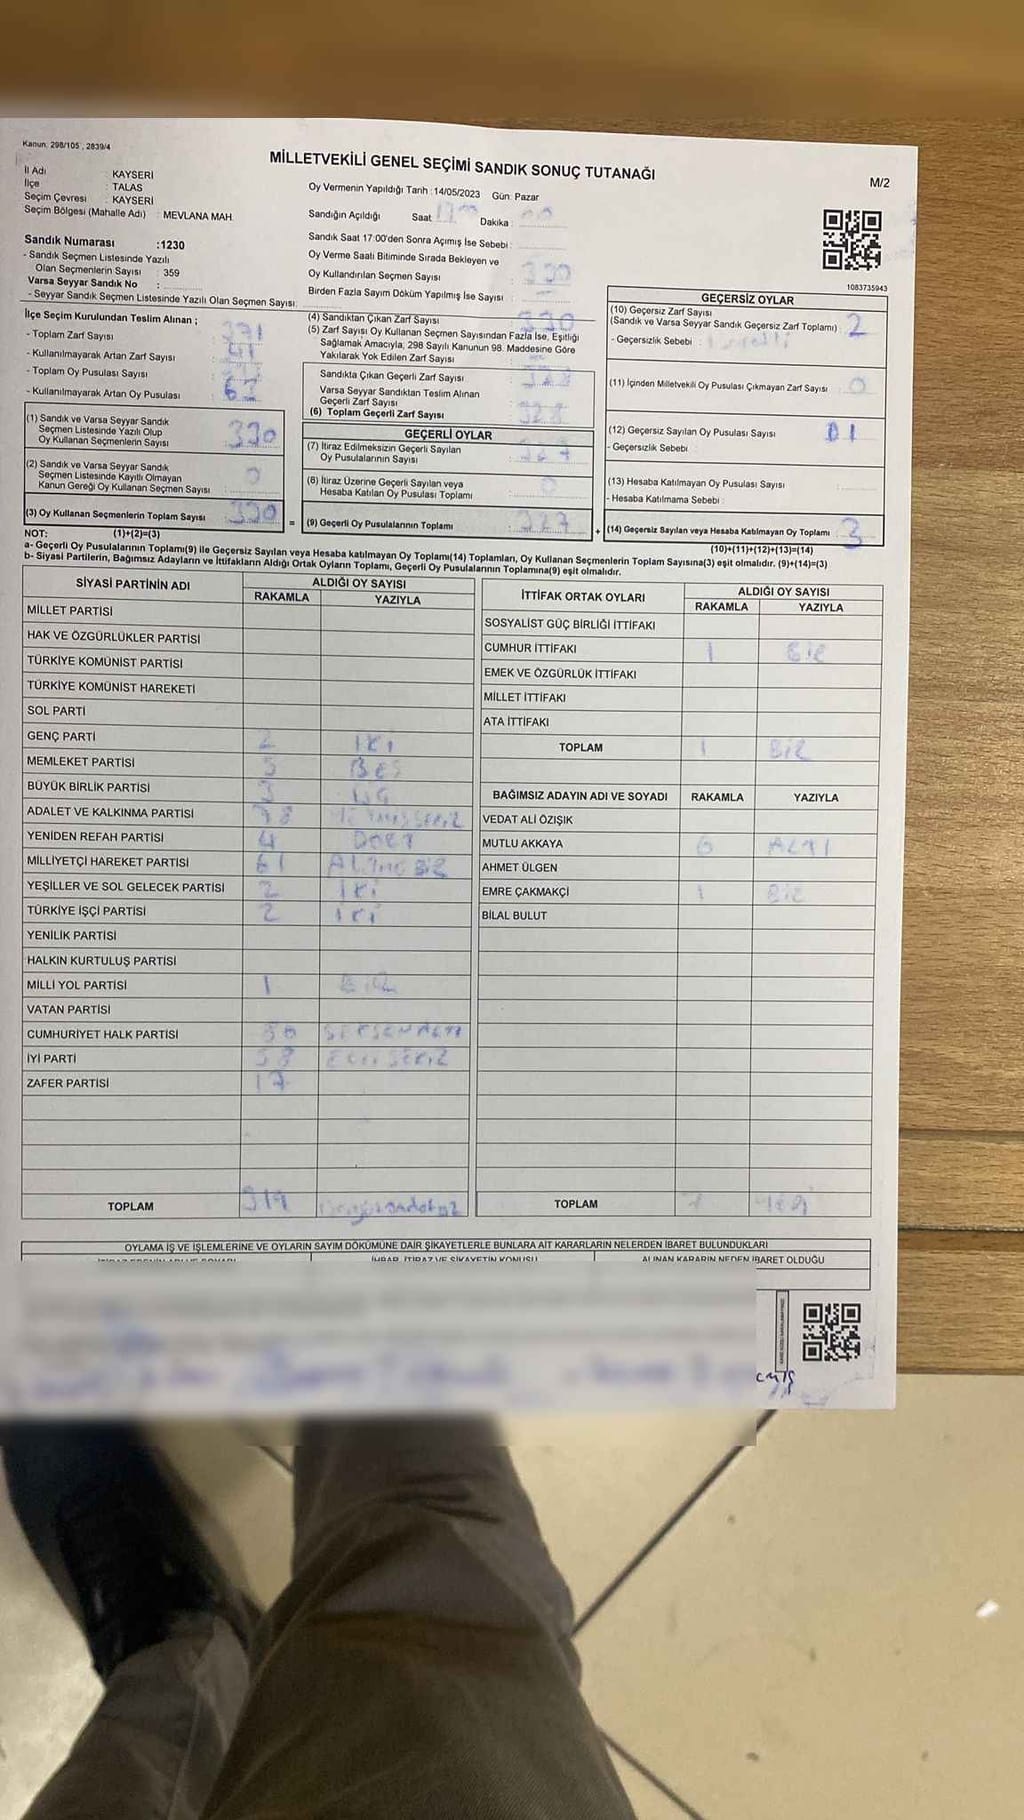 Kanun. 298/105 , 2839/4
MİLLETVEKİLİ GENEL SEÇİMİ SANDIK SONUÇ TUTANAĞI
M/2
İl Adı : KAYSERİ
İlçe : TALAS
Seçim Çevresi : KAYSERİ
Seçim Bölgesi (Mahalle Adı) : MEVLANA MAH.
Sandık Numarası :1230
- Sandık Seçmen Listesinde Yazılı
Olan Seçmenlerin Sayısı : 359
Varsa Seyyar Sandık No :
- Seyyar Sandık Seçmen Listesinde Yazılı Olan Seçmen Sayısı:
Oy Vermenin Yapıldığı Tarih : 14/05/2023 Gün: Pazar
Sandığın Açıldığı Saat Dakika :
Sandık Saat 17:00'den Sonra Açımış İse Sebebi :
Oy Verme Saati Bitiminde Sırada Bekleyen ve
Oy Kullandırılan Seçmen Sayısı : 330
Birden Fazla Sayım Döküm Yapılmış İse Sayısı :
1083735943
İlçe Seçim Kurulundan Teslim Alınan ;
- Toplam Zarf Sayısı : 371
- Kullanılmayarak Artan Zarf Sayısı : 41
- Toplam Oy Pusulası Sayısı :
- Kullanılmayarak Artan Oy Pusulası :
(1) Sandık ve Varsa Seyyar Sandık
Seçmen Listesinde Yazılı Olup
Oy Kullanan Seçmenlerin Sayısı : 330
(2) Sandık ve Varsa Seyyar Sandık
Seçmen Listesinde Kayıtlı Olmayan
Kanun Gereği Oy Kullanan Seçmen Sayısı : 0
(3) Oy Kullanan Seçmenlerin Toplam Sayısı : 330
(4) Sandıktan Çıkan Zarf Sayısı : 330
(5) Zarf Sayısı Oy Kullanan Seçmen Sayısından Fazla İse, Eşitliği
Sağlamak Amacıyla; 298 Sayılı Kanunun 98. Maddesine Göre
Yakılarak Yok Edilen Zarf Sayısı :
Sandıkta Çıkan Geçerli Zarf Sayısı : 328
Varsa Seyyar Sandıktan Teslim Alınan
Geçerli Zarf Sayısı :
(6) Toplam Geçerli Zarf Sayısı : 328
GEÇERLİ OYLAR
(7) İtiraz Edilmeksizin Geçerli Sayılan
Oy Pusulalarının Sayısı : 327
(8) İtiraz Üzerine Geçerli Sayılan veya
Hesaba Katılan Oy Pusulası Toplamı : 0
= (9) Geçerli Oy Pusulalarının Toplamı : 327
GEÇERSİZ OYLAR
(10) Geçersiz Zarf Sayısı
(Sandık ve Varsa Seyyar Sandık Geçersiz Zarf Toplamı) : 2
- Geçersizlik Sebebi :
(11) İçinden Milletvekili Oy Pusulası Çıkmayan Zarf Sayısı : 0
(12) Geçersiz Sayılan Oy Pusulası Sayısı : 01
- Geçersizlik Sebebi :
(13) Hesaba Katılmayan Oy Pusulası Sayısı :
- Hesaba Katılmama Sebebi :
+ (14) Geçersiz Sayılan veya Hesaba Katılmayan Oy Toplamı : 3
NOT: (1)+(2)=(3) (10)+(11)+(12)+(13)=(14)
a- Geçerli Oy Pusulalarının Toplamı(9) ile Geçersiz Sayılan veya Hesaba katılmayan Oy Toplamı(14) Toplamları, Oy Kullanan Seçmenlerin Toplam Sayısına(3) eşit olmalıdır. (9)+(14)=(3)
b- Siyasi Partilerin, Bağımsız Adayların ve İttifakların Aldığı Ortak Oyların Toplamı, Geçerli Oy Pusulalarının Toplamına(9) eşit olmalıdır.
SİYASİ PARTİNİN ADI ALDIĞI OY SAYISI
RAKAMLA YAZIYLA
MİLLET PARTİSİ
HAK VE ÖZGÜRLÜKLER PARTİSİ
TÜRKİYE KOMÜNİST PARTİSİ
TÜRKİYE KOMÜNİST HAREKETİ
SOL PARTİ
GENÇ PARTİ 2 İKİ
MEMLEKET PARTİSİ 5 BEŞ
BÜYÜK BİRLİK PARTİSİ 3 ÜÇ
ADALET VE KALKINMA PARTİSİ 78
YENİDEN REFAH PARTİSİ 4 DÖRT
MİLLİYETÇİ HAREKET PARTİSİ 61 ALTMIŞ BİR
YEŞİLLER VE SOL GELECEK PARTİSİ 2 İKİ
TÜRKİYE İŞÇİ PARTİSİ 2 İKİ
YENİLİK PARTİSİ
HALKIN KURTULUŞ PARTİSİ
MİLLİ YOL PARTİSİ 1 BİR
VATAN PARTİSİ
CUMHURİYET HALK PARTİSİ 86 SEKSENALTI
İYİ PARTİ 58 ELLİ SEKİZ
ZAFER PARTİSİ 17
TOPLAM 319
İTTİFAK ORTAK OYLARI ALDIĞI OY SAYISI
RAKAMLA YAZIYLA
SOSYALİST GÜÇ BİRLİĞİ İTTİFAKI
CUMHUR İTTİFAKI 1 BİR
EMEK VE ÖZGÜRLÜK İTTİFAKI
MİLLET İTTİFAKI
ATA İTTİFAKI
TOPLAM 1 BİR
BAĞIMSIZ ADAYIN ADI VE SOYADI RAKAMLA YAZIYLA
VEDAT ALİ ÖZIŞIK
MUTLU AKKAYA 6 ALTI
AHMET ÜLGEN
EMRE ÇAKMAKÇİ 1 BİR
BİLAL BULUT
TOPLAM 7 YEDİ
OYLAMA İŞ VE İŞLEMLERİNE VE OYLARIN SAYIM DÖKÜMÜNE DAİR ŞİKAYETLERLE BUNLARA AİT KARARLARIN NELERDEN İBARET BULUNDUKLARI
İHBAR, İTİRAZ VE ŞİKAYETİN KONUSU ALINAN KARARIN NEDEN İBARET OLDUĞU